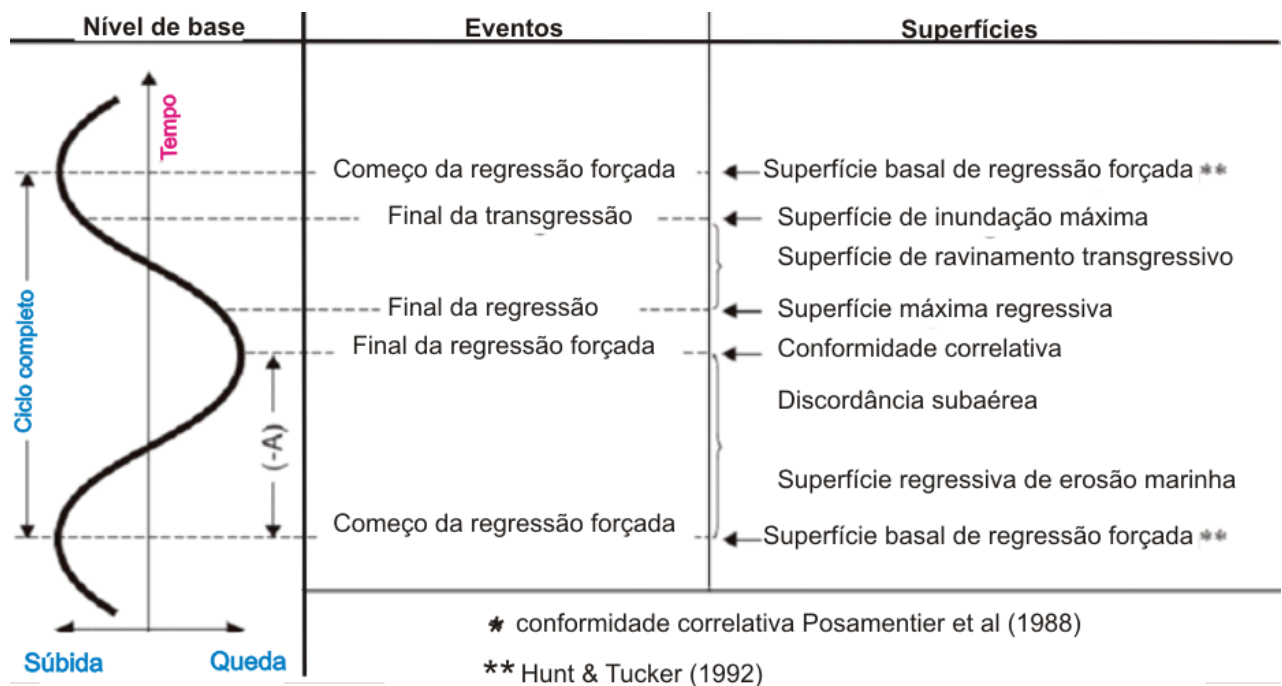 Nível de base Eventos Superfícies
Tempo
Começo da regressão forçada Superfície basal de regressão forçada **
Final da transgressão Superfície de inundação máxima
Superfície de ravinamento transgressivo
Final da regressão Superfície máxima regressiva
Final da regressão forçada Conformidade correlativa
Ciclo completo
Discordância subaérea
(-A)
Superfície regressiva de erosão marinha
Começo da regressão forçada Superfície basal de regressão forçada **
* conformidade correlativa Posamentier et al (1988)
Súbida Queda
** Hunt & Tucker (1992)